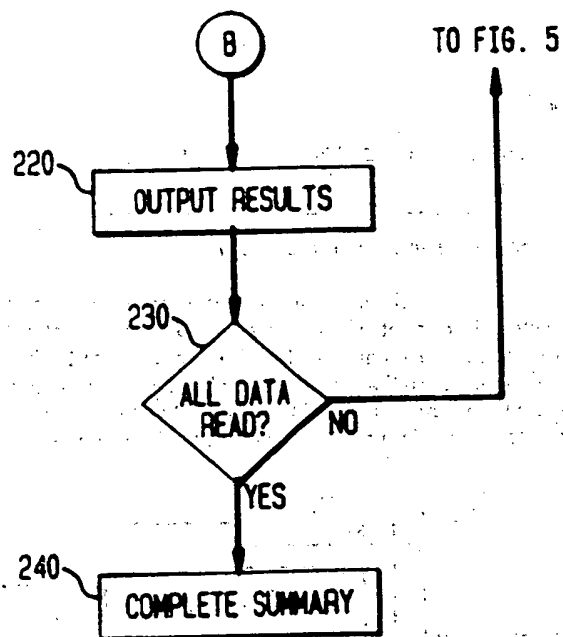 B
TO FIG. 5
220
OUTPUT RESULTS
230
ALL DATA
READ?
NO
YES
240
COMPLETE SUMMARY